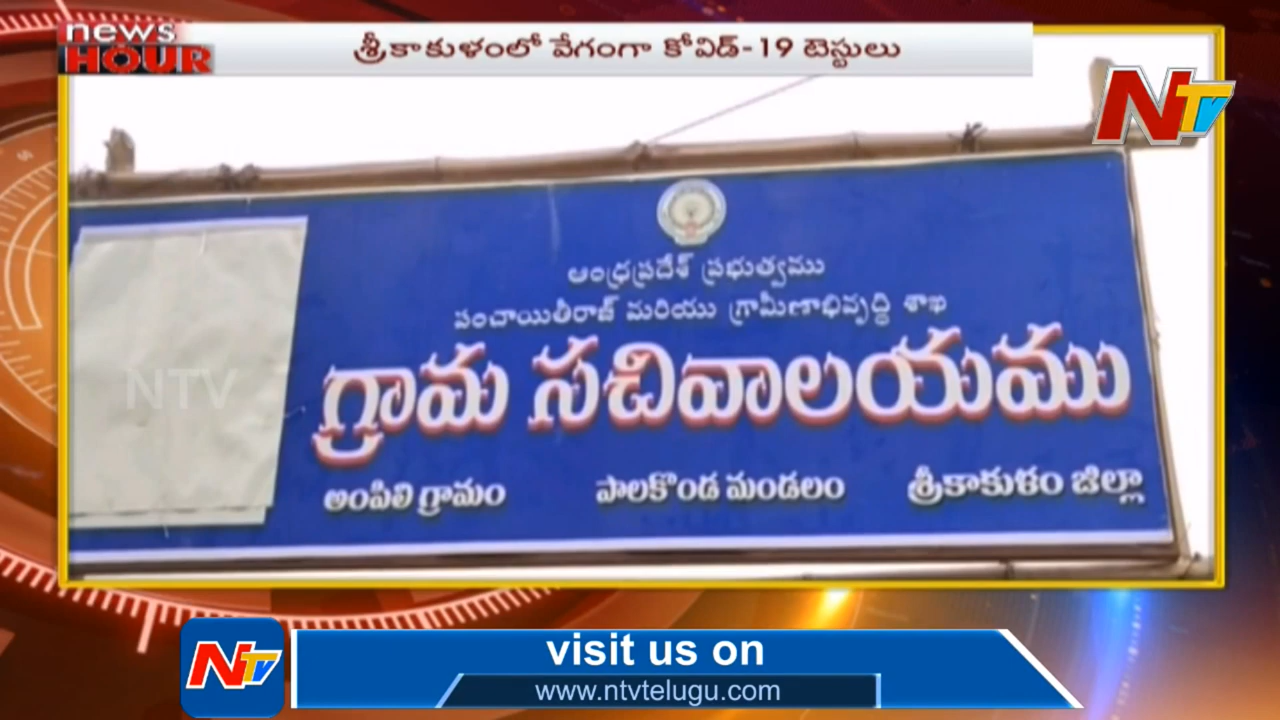 news
HOUR
శ్రీకాకుళంలో వేగంగా కోవిడ్-19 టెస్టులు
NTV
ఆంధ్రప్రదేశ్ ప్రభుత్వము
పంచాయితీరాజ్ మరియు గ్రామీణాభివృద్ధి శాఖ
గ్రామ సచివాలయము
NTV
అంపిలి గ్రామం పాలకొండ మండలం శ్రీకాకుళం జిల్లా
NTV
visit us on
www.ntvtelugu.com